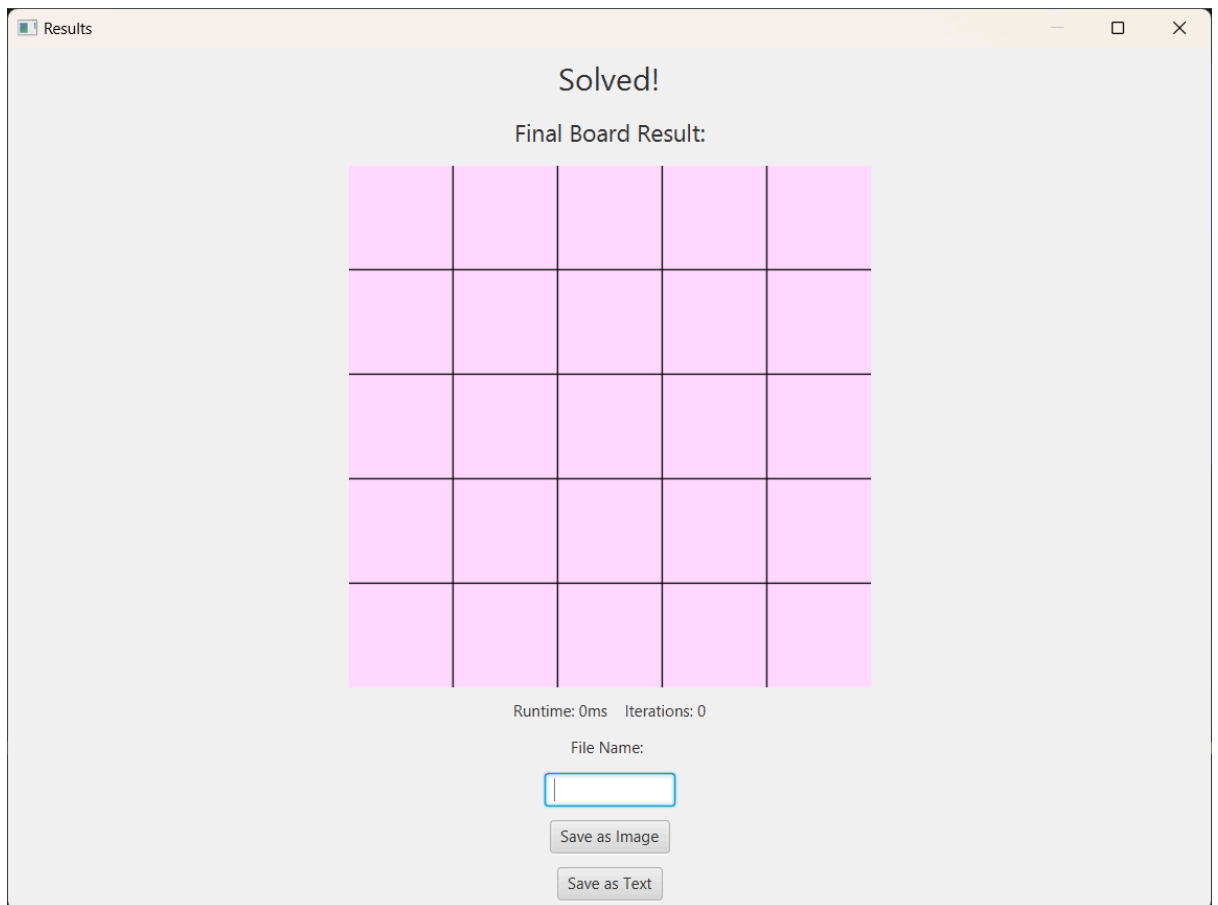 Results
Solved!
Final Board Result:
Runtime: 0ms Iterations: 0
File Name:
Save as Image
Save as Text